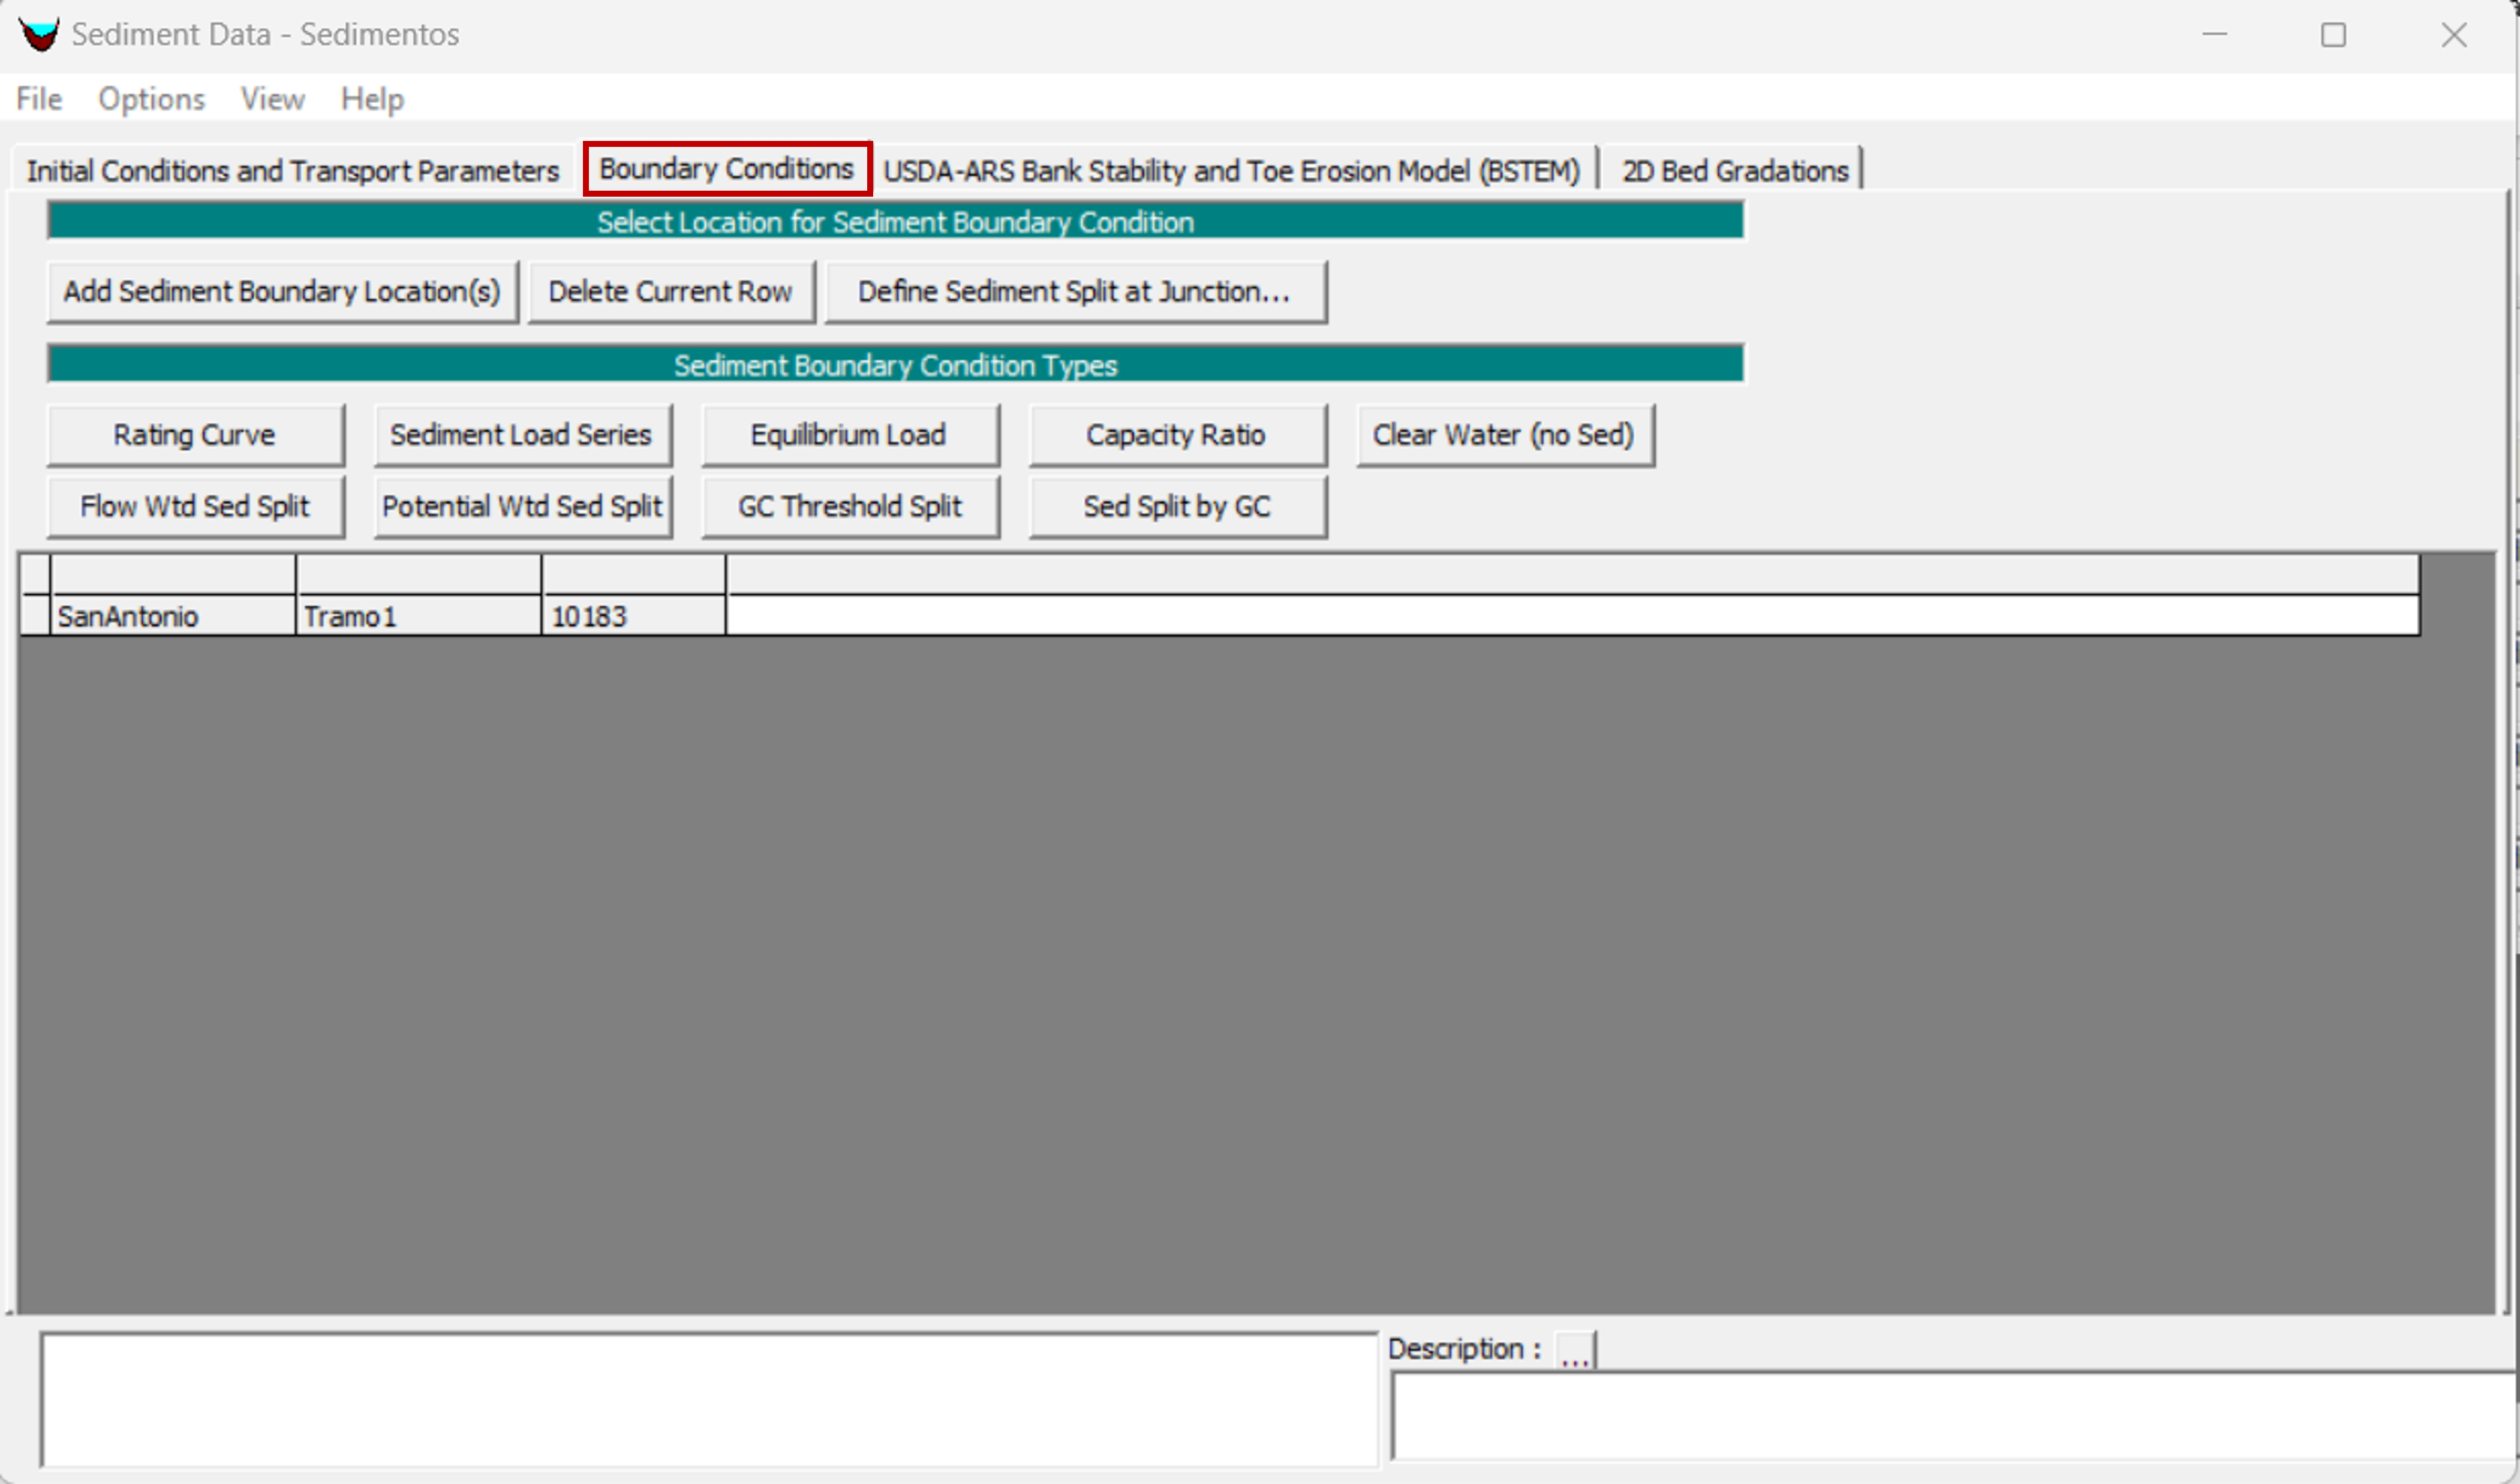 Sediment Data - Sedimentos
File Options View Help
Initial Conditions and Transport Parameters Boundary Conditions USDA-ARS Bank Stability and Toe Erosion Model (BSTEM) 2D Bed Gradations
Select Location for Sediment Boundary Condition
Add Sediment Boundary Location(s) Delete Current Row Define Sediment Split at Junction...
Sediment Boundary Condition Types
Rating Curve Sediment Load Series Equilibrium Load Capacity Ratio Clear Water (no Sed)
Flow Wtd Sed Split Potential Wtd Sed Split GC Threshold Split Sed Split by GC
SanAntonio Tramo1 10183
Description : ...